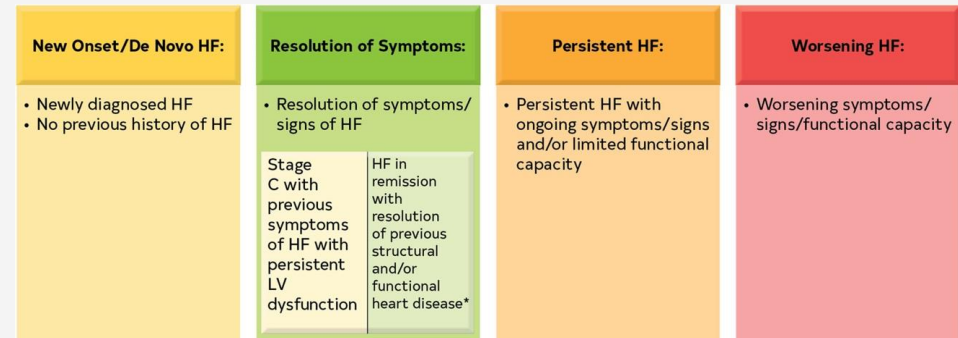 New Onset/De Novo HF:
• Newly diagnosed HF
• No previous history of HF
Resolution of Symptoms:
• Resolution of symptoms/
signs of HF
Stage
C with
previous
symptoms
of HF with
persistent
LV
dysfunction
HF in
remission
with
resolution
of previous
structural
and/or
functional
heart disease*
Persistent HF:
• Persistent HF with
ongoing symptoms/signs
and/or limited functional
capacity
Worsening HF:
• Worsening symptoms/
signs/functional capacity